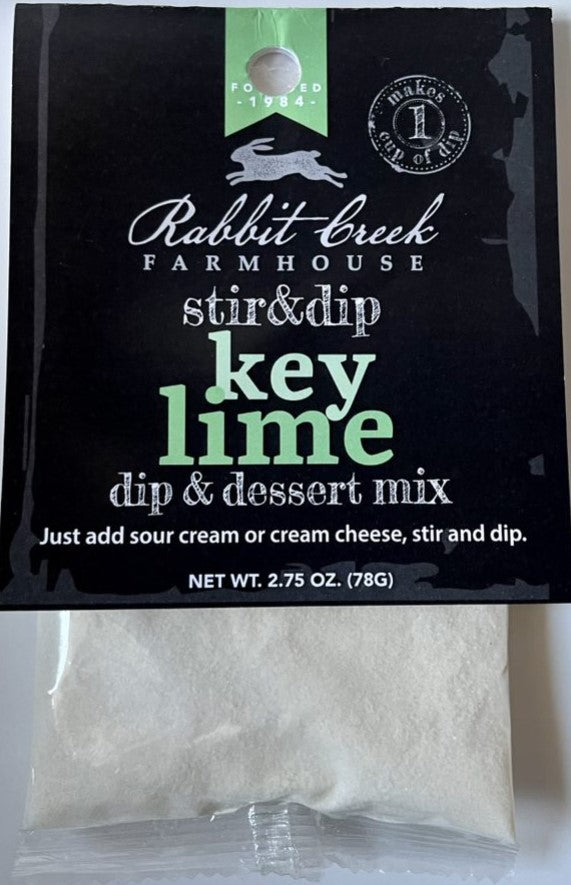 FOUNDED
-1984-
makes
1
cup of dip
Rabbit Creek
FARMHOUSE
stir&dip
key
lime
dip & dessert mix
Just add sour cream or cream cheese, stir and dip.
NET WT. 2.75 OZ. (78G)